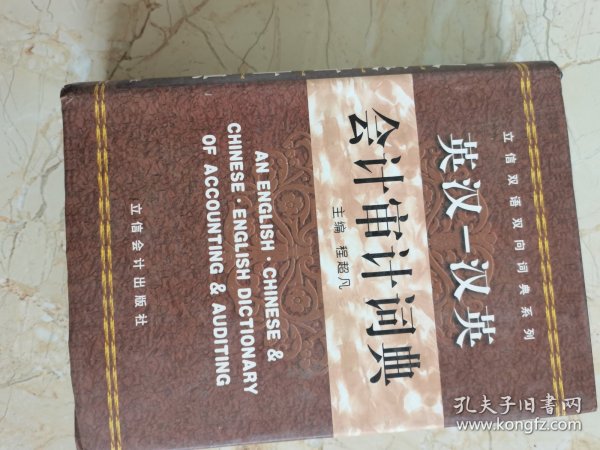 立信双语双向词典系列
英汉—汉英
会计审计词典
主编 程超凡
AN ENGLISH · CHINESE &
CHINESE · ENGLISH DICTIONARY
OF ACCOUNTING & AUDITING
立信会计出版社
孔夫子旧书网
www.kongfz.com